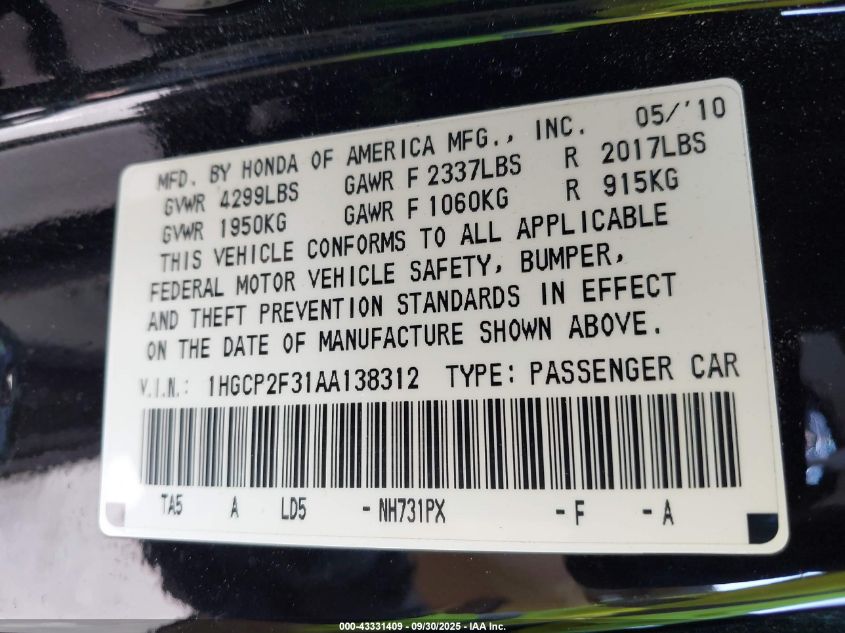 MFD. BY HONDA OF AMERICA MFG., INC. 05/'10
GVWR 4299LBS GAWR F 2337LBS R 2017LBS
GVWR 1950KG GAWR F 1060KG R 915KG
THIS VEHICLE CONFORMS TO ALL APPLICABLE
FEDERAL MOTOR VEHICLE SAFETY, BUMPER,
AND THEFT PREVENTION STANDARDS IN EFFECT
ON THE DATE OF MANUFACTURE SHOWN ABOVE.
V.I.N.: 1HGCP2F31AA138312 TYPE: PASSENGER CAR
TA5 A LD5 -NH731PX -F -A
000-43331409 - 09/30/2025 - IAA Inc.